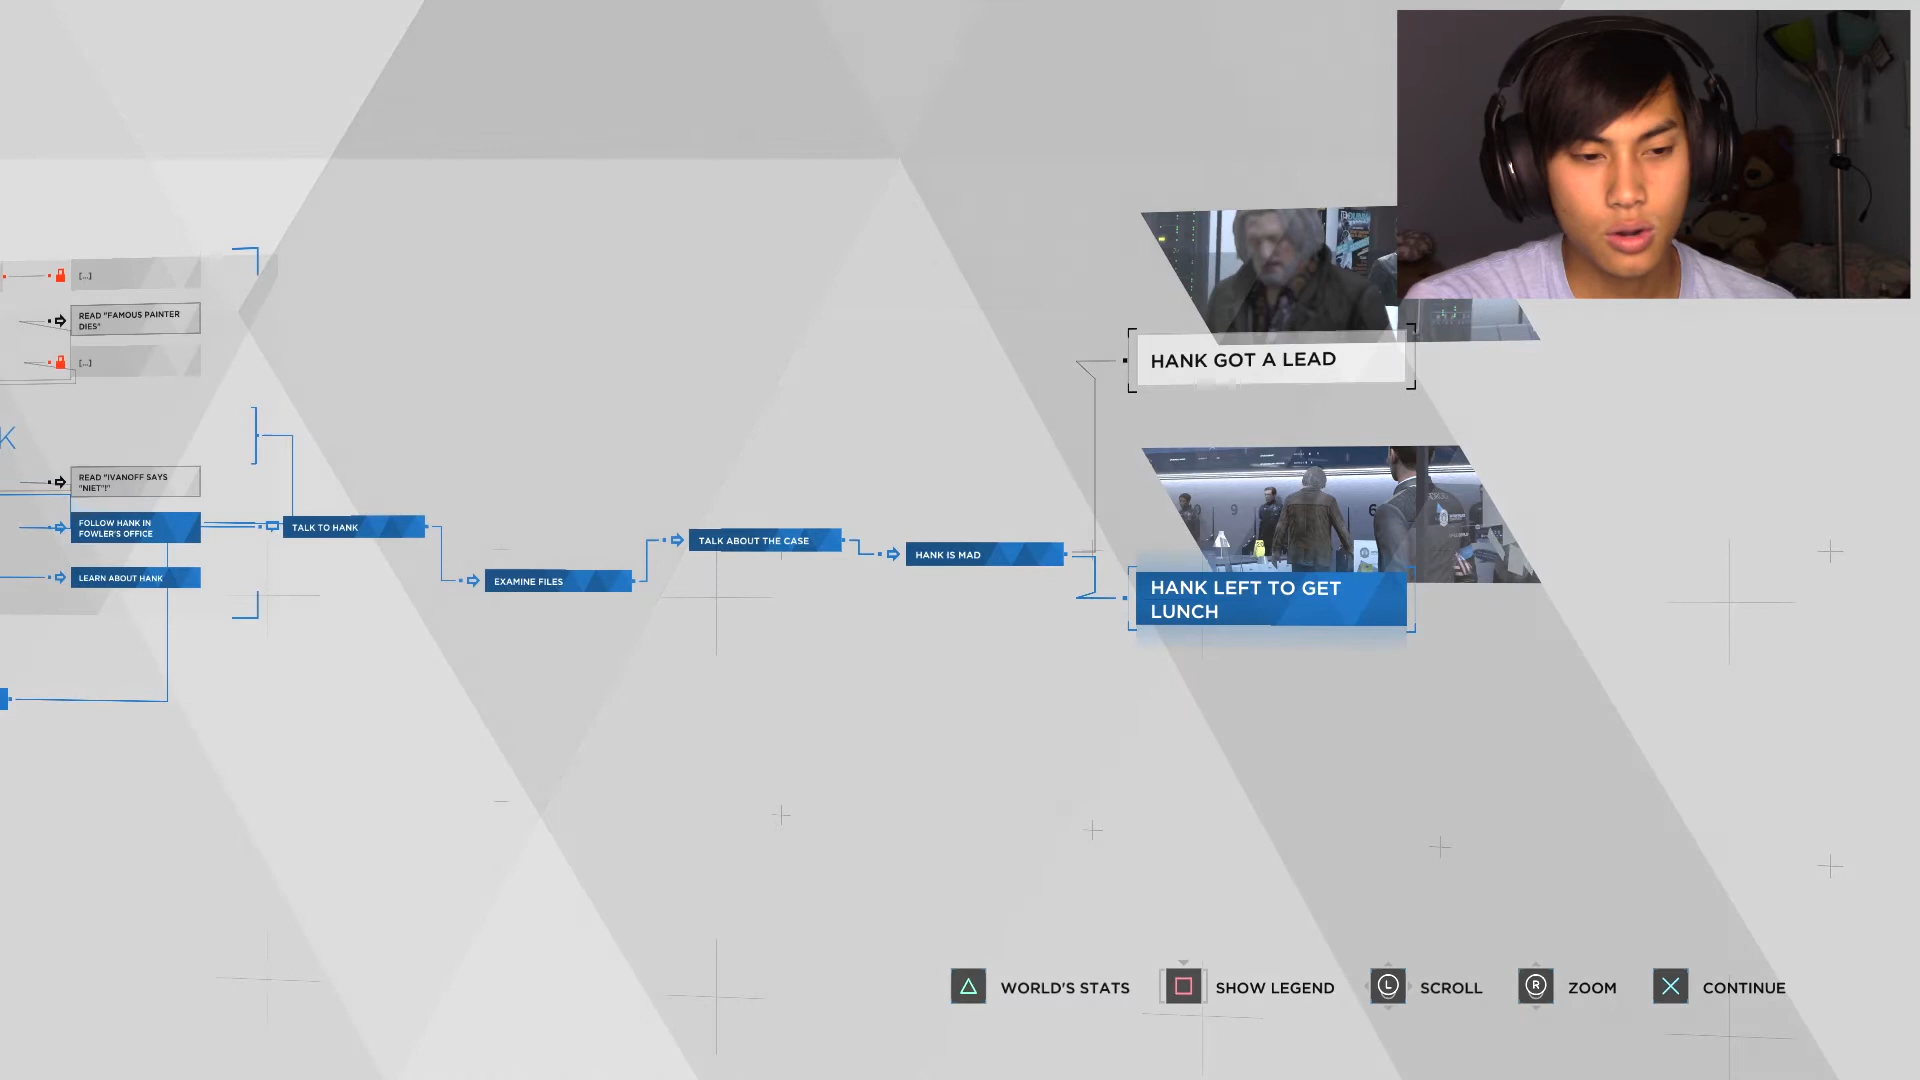 [...]
READ "FAMOUS PAINTER
DIES"
[...]
K
READ "IVANOFF SAYS
"NIET"!"
FOLLOW HANK IN
FOWLER'S OFFICE
LEARN ABOUT HANK
TALK TO HANK
EXAMINE FILES
TALK ABOUT THE CASE
HANK IS MAD
HANK GOT A LEAD
9
6
HANK LEFT TO GET
LUNCH
WORLD'S STATS
SHOW LEGEND
L
SCROLL
R
ZOOM
CONTINUE